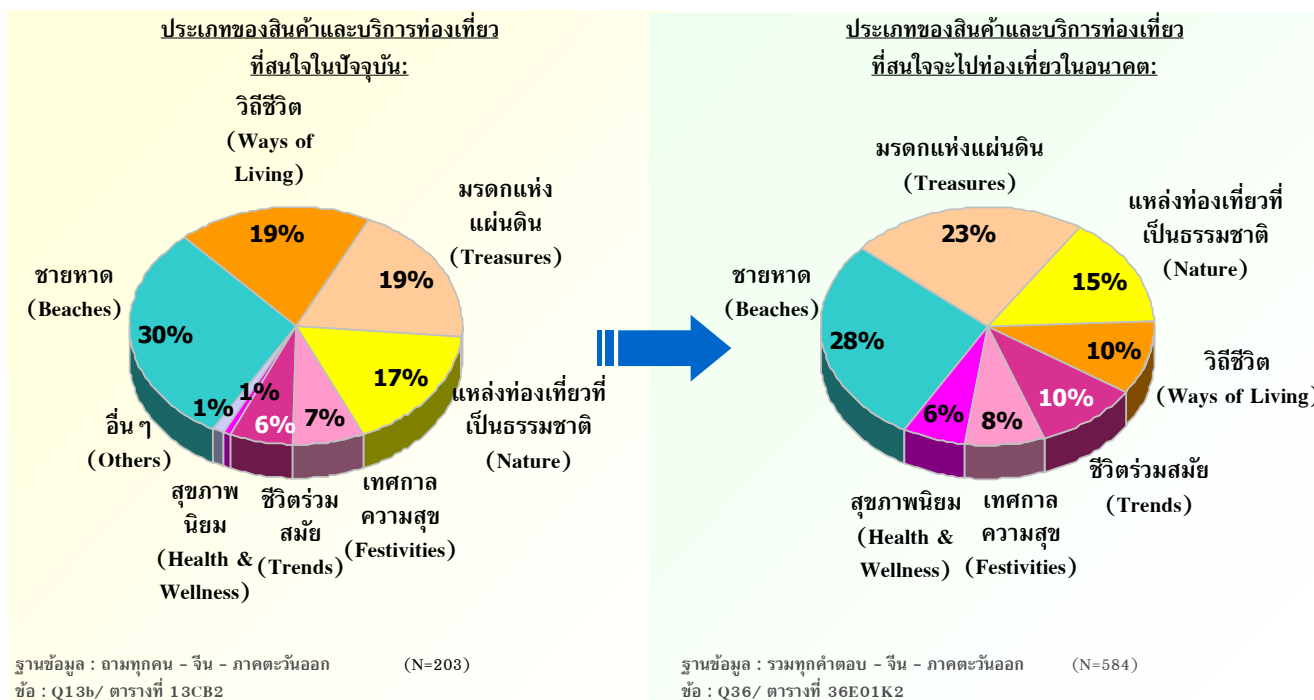 ประเภทของสินค้าและบริการท่องเที่ยว
ที่สนใจในปัจจุบัน:
วิถีชีวิต
(Ways of
Living)
19%
มรดกแห่ง
แผ่นดิน
(Treasures)
19%
ชายหาด
(Beaches)
30%
17%
แหล่งท่องเที่ยวที่
เป็นธรรมชาติ
(Nature)
1%
1%
6%
7%
อื่น ๆ
(Others)
สุขภาพ
นิยม
(Health &
Wellness)
ชีวิตร่วม
สมัย
(Trends)
เทศกาล
ความสุข
(Festivities)
ฐานข้อมูล : ถามทุกคน - จีน - ภาคตะวันออก (N=203)
ข้อ : Q13b/ ตารางที่ 13CB2
ประเภทของสินค้าและบริการท่องเที่ยว
ที่สนใจจะไปท่องเที่ยวในอนาคต:
มรดกแห่งแผ่นดิน
(Treasures)
23%
แหล่งท่องเที่ยวที่
เป็นธรรมชาติ
(Nature)
15%
ชายหาด
(Beaches)
28%
10%
วิถีชีวิต
(Ways of Living)
10%
ชีวิตร่วมสมัย
(Trends)
6%
8%
สุขภาพนิยม
(Health &
Wellness)
เทศกาล
ความสุข
(Festivities)
ฐานข้อมูล : รวมทุกคำตอบ - จีน - ภาคตะวันออก (N=584)
ข้อ : Q36/ ตารางที่ 36E01K2